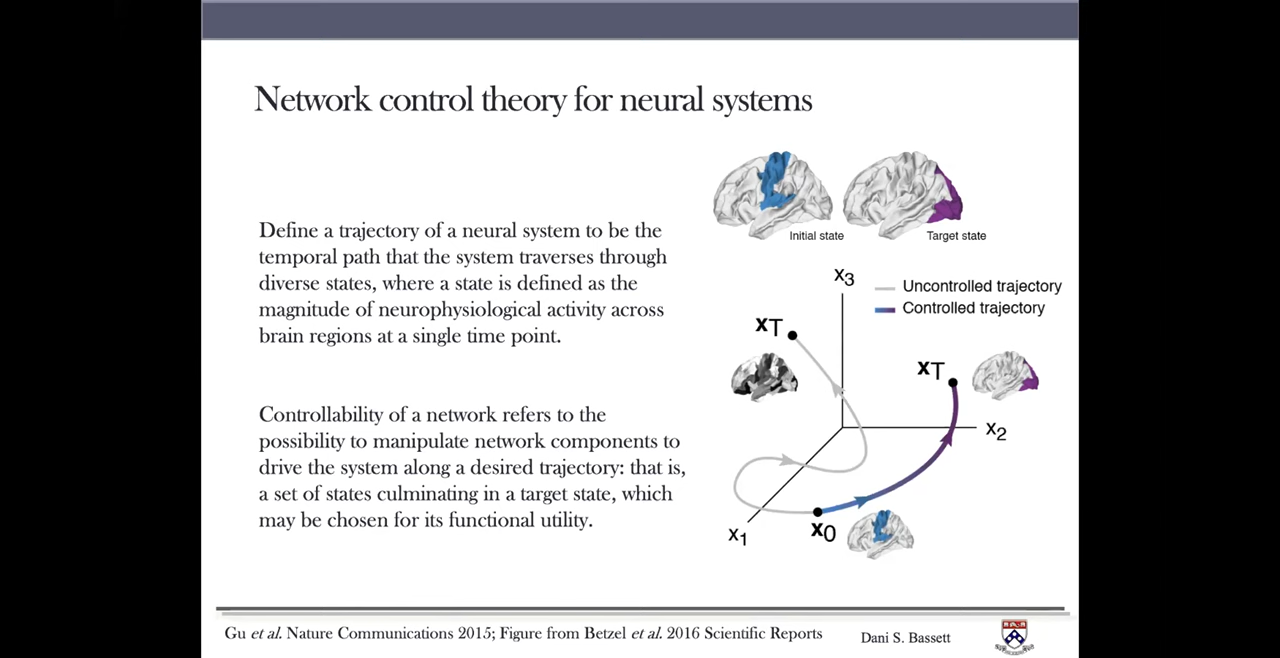 Network control theory for neural systems
Define a trajectory of a neural system to be the
temporal path that the system traverses through
diverse states, where a state is defined as the
magnitude of neurophysiological activity across
brain regions at a single time point.
Controllability of a network refers to the
possibility to manipulate network components to
drive the system along a desired trajectory: that is,
a set of states culminating in a target state, which
may be chosen for its functional utility.
Initial state
Target state
x3
Uncontrolled trajectory
Controlled trajectory
xT
xT
x2
x1
x0
Gu et al. Nature Communications 2015; Figure from Betzel et al. 2016 Scientific Reports
Dani S. Bassett